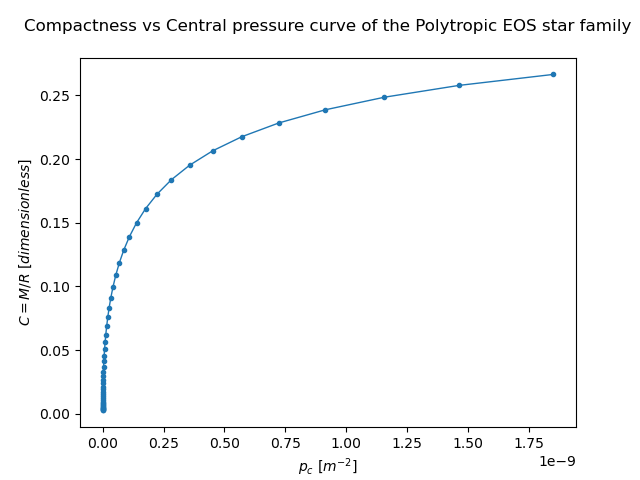 Compactness vs Central pressure curve of the Polytropic EOS star family
0.25
0.20
0.15
0.10
0.05
0.00
C = M/R [dimensionless]
0.00 0.25 0.50 0.75 1.00 1.25 1.50 1.75
1e−9
p_c [m^{-2}]